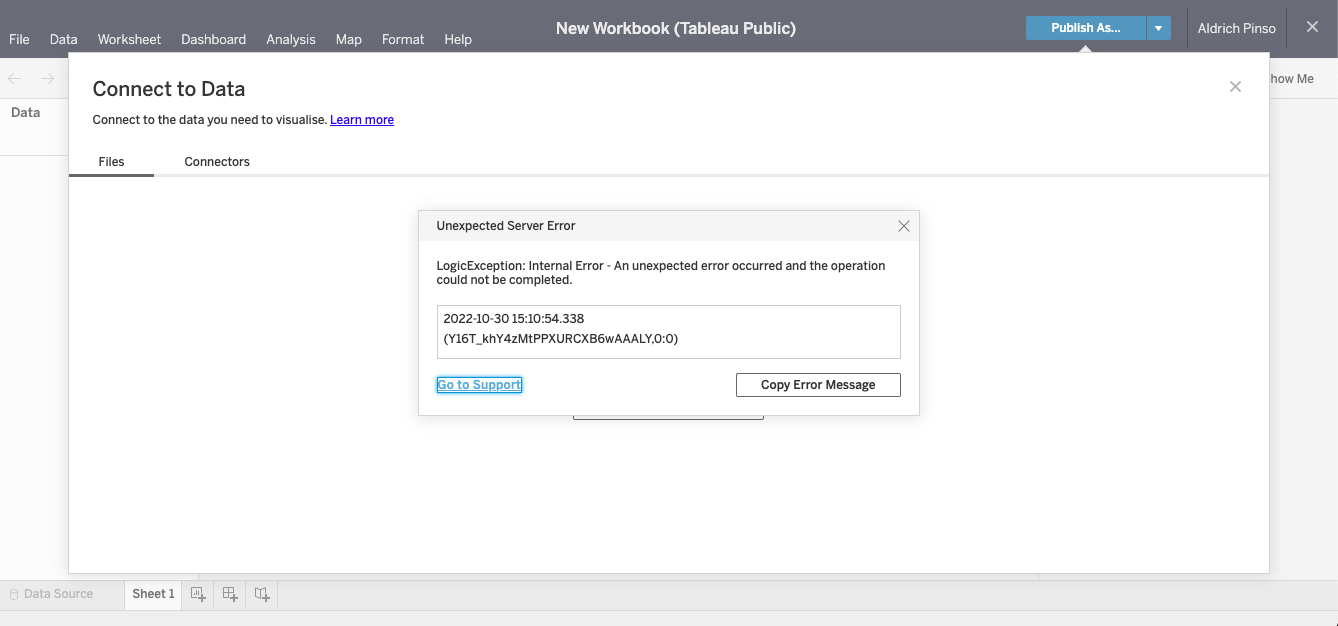 New Workbook (Tableau Public)
Publish As...
Aldrich Pinso
File Data Worksheet Dashboard Analysis Map Format Help
how Me
Data
Connect to Data
Connect to the data you need to visualise. Learn more
Files Connectors
Unexpected Server Error
LogicException: Internal Error - An unexpected error occurred and the operation
could not be completed.
2022-10-30 15:10:54.338
(Y16T_khY4zMtPPXURCXB6wAAALY,0:0)
Go to Support
Copy Error Message
Data Source Sheet 1